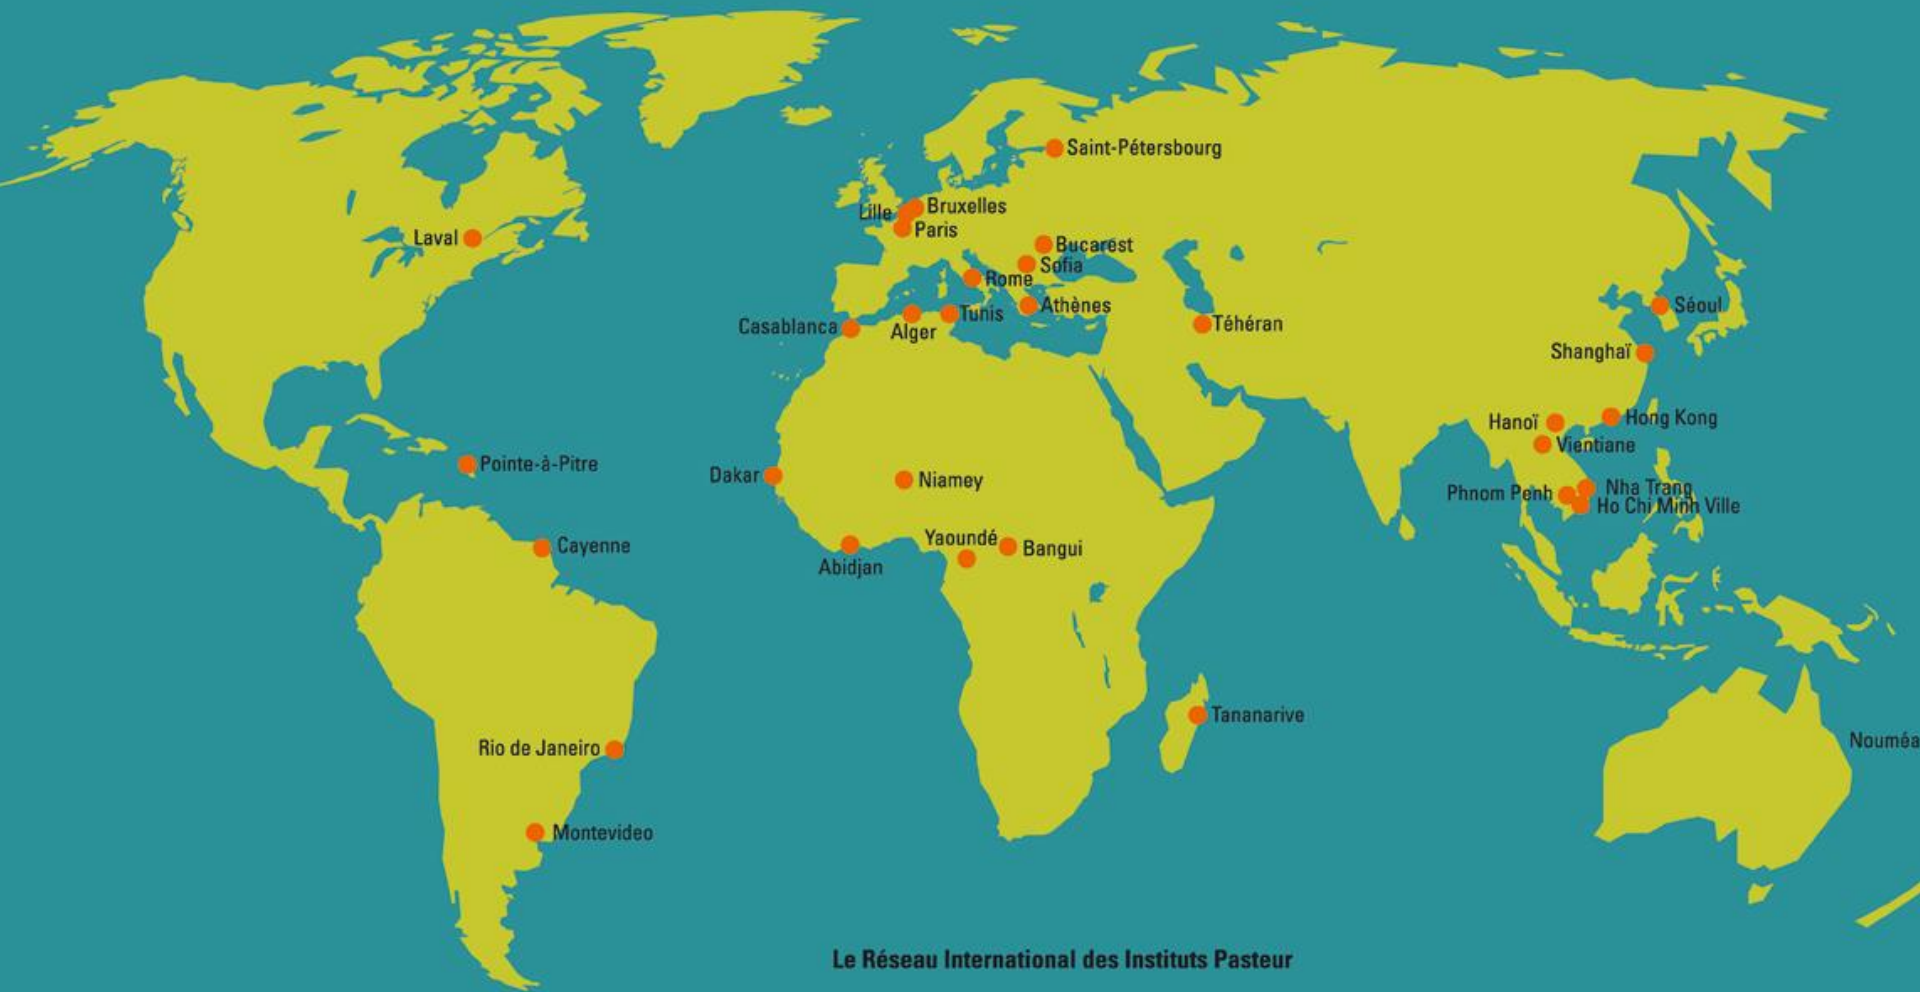 Saint-Pétersbourg
Lille
Bruxelles
Paris
Laval
Bucarest
Sofia
Rome
Athènes
Séoul
Tunis
Casablanca
Alger
Téhéran
Shanghaï
Hanoï
Hong Kong
Vientiane
Pointe-à-Pitre
Dakar
Niamey
Phnom Penh
Nha Trang
Ho Chi Minh Ville
Yaoundé
Bangui
Cayenne
Abidjan
Tananarive
Nouméa
Rio de Janeiro
Montevideo
Le Réseau International des Instituts Pasteur